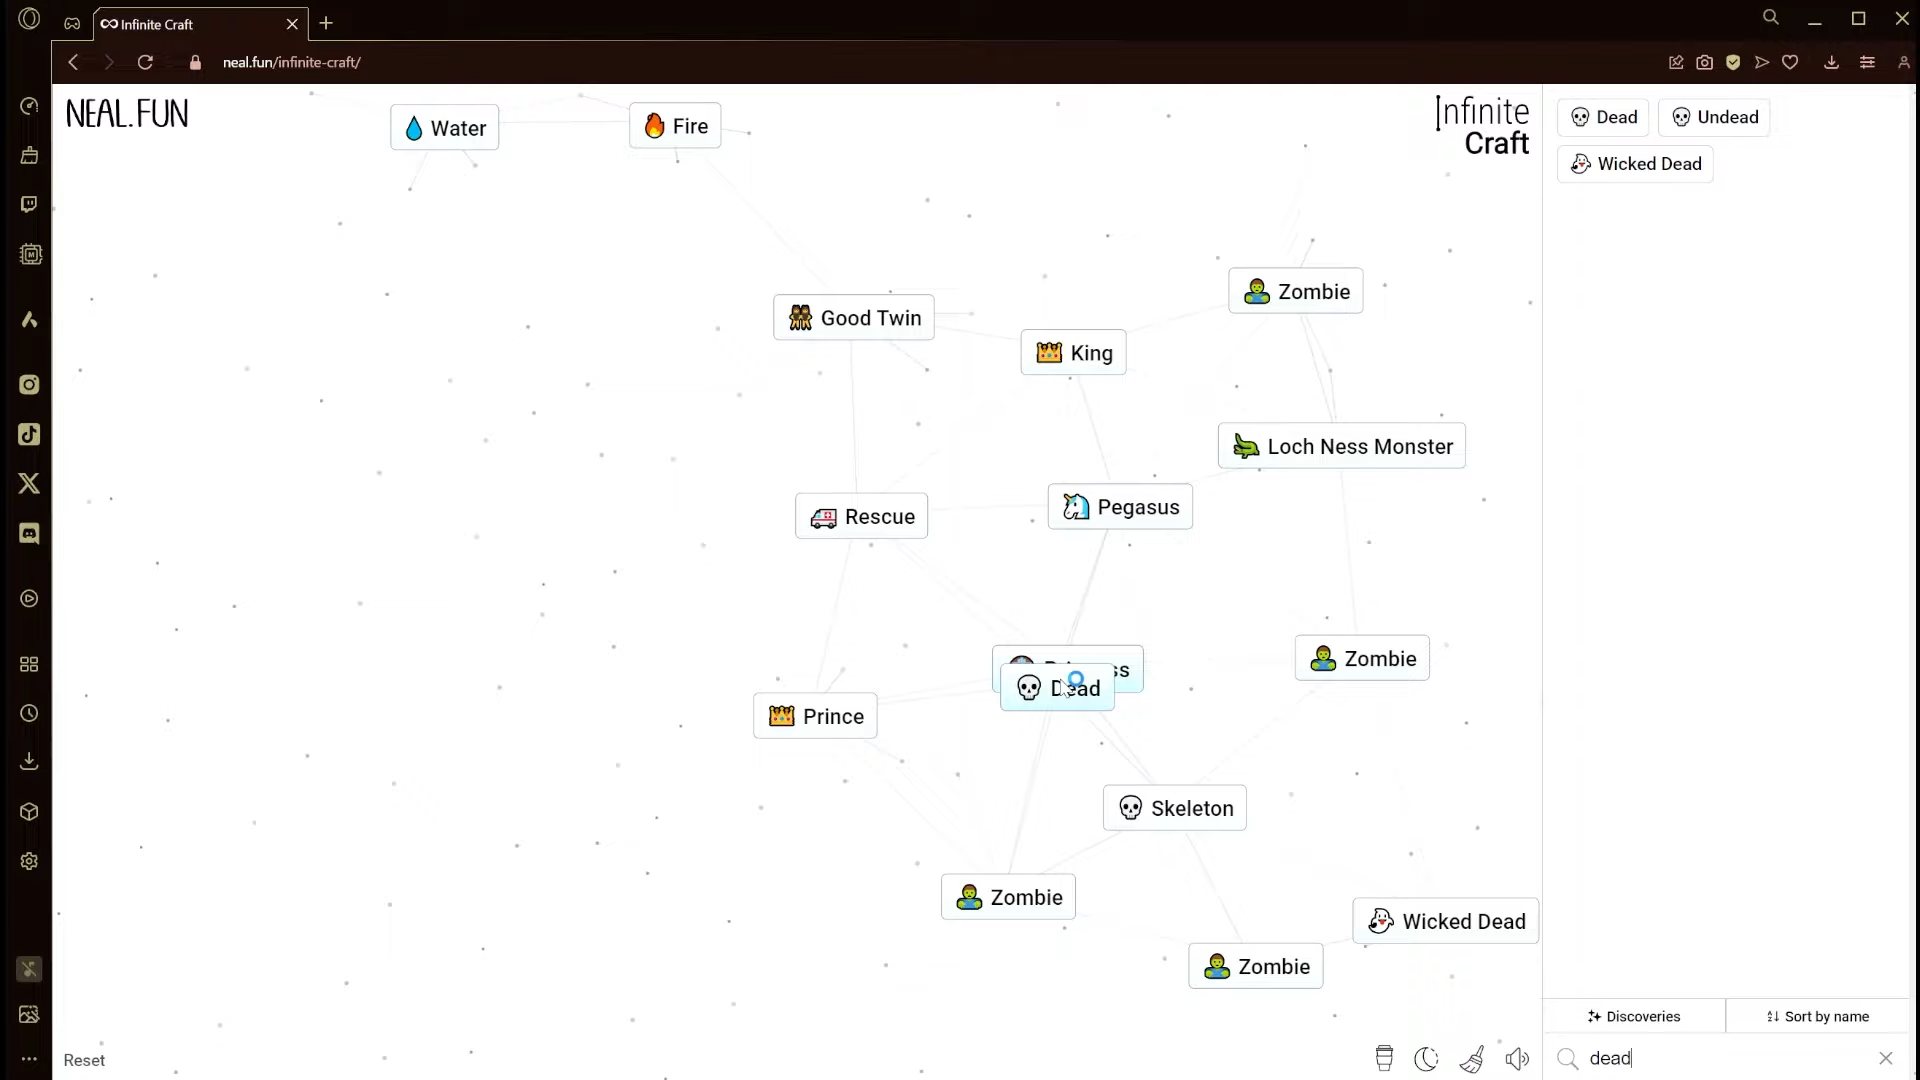 Infinite Craft
neal.fun/infinite-craft/
NEAL.FUN
Infinite
Craft
Water
Fire
Good Twin
King
Zombie
Loch Ness Monster
Rescue
Pegasus
Zombie
Dead
Prince
Skeleton
Zombie
Wicked Dead
Zombie
Reset
Dead
Undead
Wicked Dead
Discoveries
Sort by name
dead